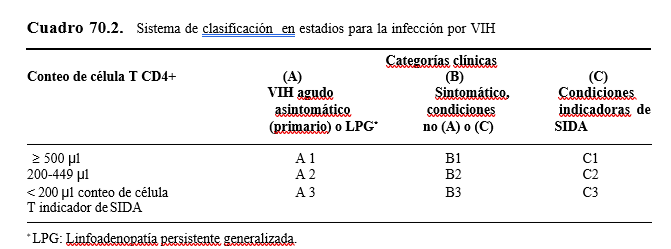 Cuadro 70.2. Sistema de clasificación en estadios para la infección por VIH
Categorías clínicas
Conteo de célula T CD4+ (A) (B) (C)
VIH agudo Sintomático, Condiciones
asintomático condiciones indicadoras de
(primario) o LPG* no (A) o (C) SIDA
≥ 500 µl A 1 B1 C1
200-449 µl A 2 B2 C2
< 200 µl conteo de célula A 3 B3 C3
T indicador de SIDA
*LPG: Linfoadenopatía persistente generalizada.